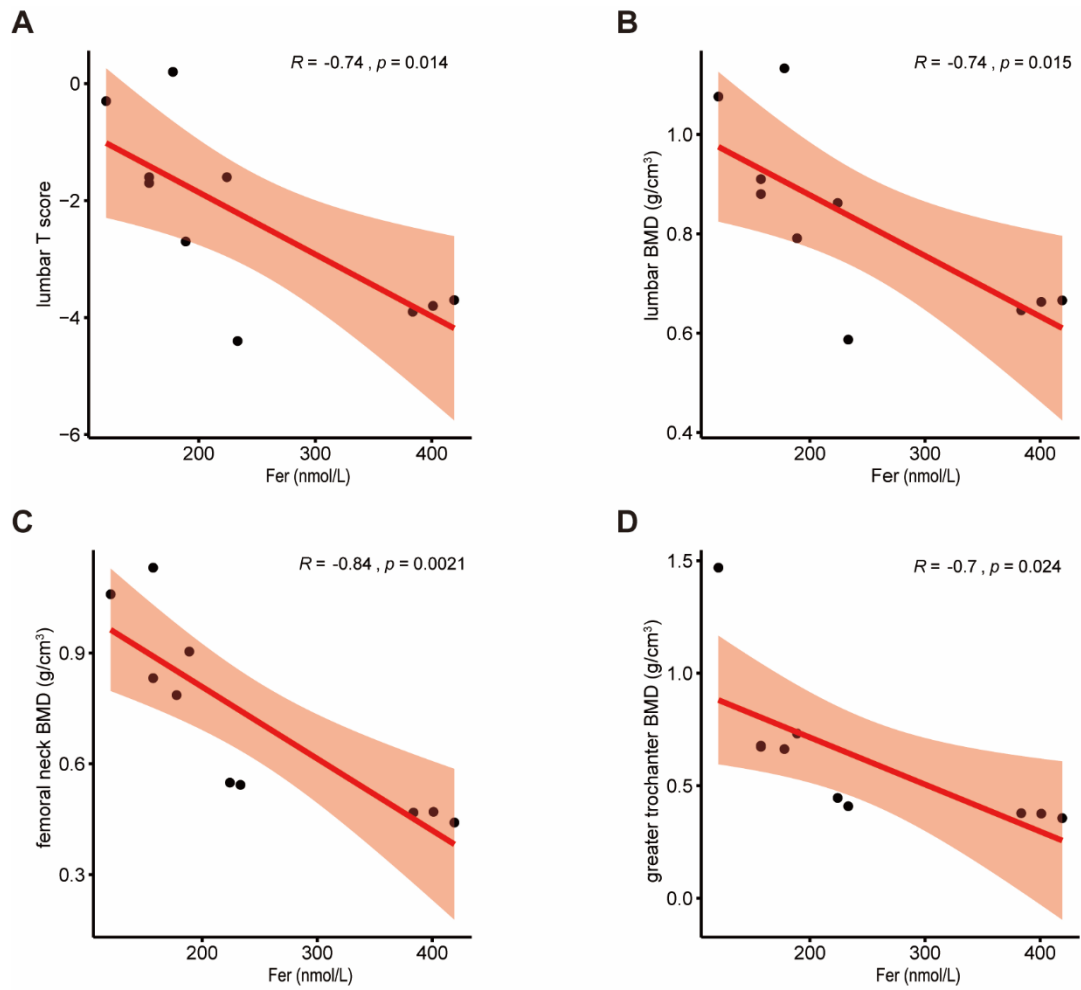 A
R = -0.74 , p = 0.014
lumbar T score
0
−2
−4
−6
200 300 400
Fer (nmol/L)
B
R = -0.74 , p = 0.015
lumbar BMD (g/cm³)
1.0
0.8
0.6
0.4
200 300 400
Fer (nmol/L)
C
R = -0.84 , p = 0.0021
femoral neck BMD (g/cm³)
0.9
0.6
0.3
200 300 400
Fer (nmol/L)
D
R = -0.7 , p = 0.024
greater trochanter BMD (g/cm³)
1.5
1.0
0.5
0.0
200 300 400
Fer (nmol/L)